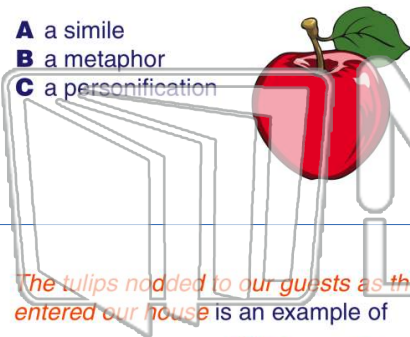 A a simile
B a metaphor
C a personification
The tulips nodded to our guests as th
entered our house is an example of